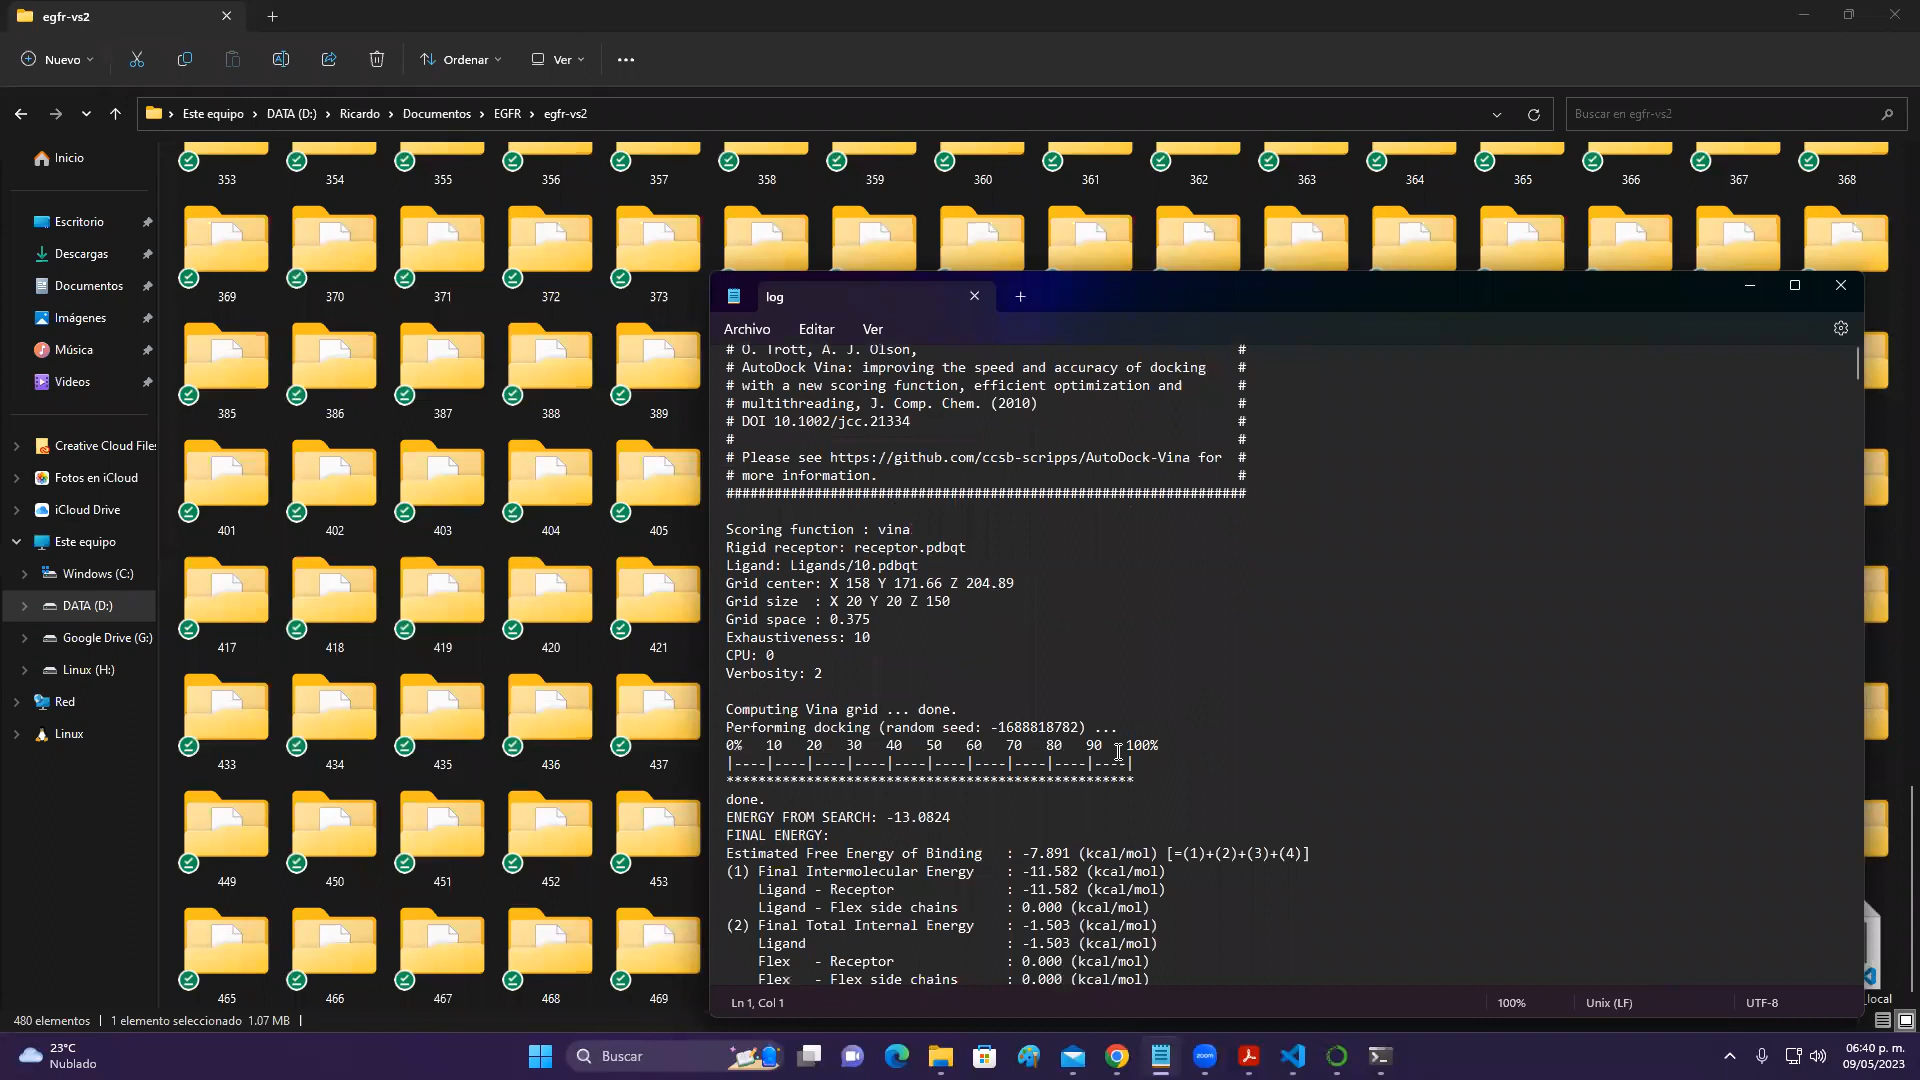 egfr-vs2
Nuevo
Ordenar
Ver
Este equipo
DATA (D:)
Ricardo
Documentos
EGFR
egfr-vs2
Buscar en egfr-vs2
Inicio
Escritorio
Descargas
Documentos
Imágenes
Música
Videos
Creative Cloud Files
Fotos en iCloud
iCloud Drive
Este equipo
Windows (C:)
DATA (D:)
Google Drive (G:)
Linux (H:)
Red
Linux
353 354 355 356 357 358 359 360 361 362 363 364 365 366 367 368
369 370 371 372 373
385 386 387 388 389
401 402 403 404 405
417 418 419 420 421
433 434 435 436 437
449 450 451 452 453
465 466 467 468 469
log
Archivo Editar Ver
# O. Trott, A. J. Olson, #
# AutoDock Vina: improving the speed and accuracy of docking #
# with a new scoring function, efficient optimization and #
# multithreading, J. Comp. Chem. (2010) #
# DOI 10.1002/jcc.21334 #
# #
# Please see https://github.com/ccsb-scripps/AutoDock-Vina for #
# more information. #
#################################################################
Scoring function : vina
Rigid receptor: receptor.pdbqt
Ligand: Ligands/10.pdbqt
Grid center: X 158 Y 171.66 Z 204.89
Grid size  : X 20 Y 20 Z 150
Grid space : 0.375
Exhaustiveness: 10
CPU: 0
Verbosity: 2
Computing Vina grid ... done.
Performing docking (random seed: -1688818782) ...
0%   10   20   30   40   50   60   70   80   90   100%
|----|----|----|----|----|----|----|----|----|----|
***************************************************
done.
ENERGY FROM SEARCH: -13.0824
FINAL ENERGY:
Estimated Free Energy of Binding   : -7.891 (kcal/mol) [=(1)+(2)+(3)+(4)]
(1) Final Intermolecular Energy    : -11.582 (kcal/mol)
Ligand - Receptor              : -11.582 (kcal/mol)
Ligand - Flex side chains      : 0.000 (kcal/mol)
(2) Final Total Internal Energy    : -1.503 (kcal/mol)
Ligand                         : -1.503 (kcal/mol)
Flex   - Receptor              : 0.000 (kcal/mol)
Flex   - Flex side chains      : 0.000 (kcal/mol)
Ln 1, Col 1
100%
Unix (LF)
UTF-8
_local
480 elementos
1 elemento seleccionado 1.07 MB
23°C
Nublado
Buscar
zoom
06:40 p. m.
09/05/2023